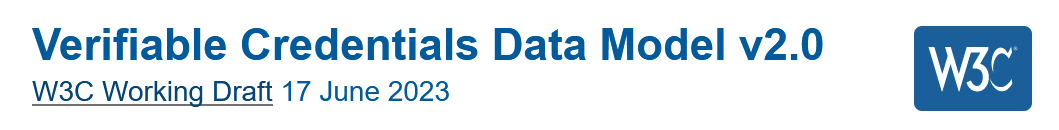 Verifiable Credentials Data Model v2.0
W3C Working Draft 17 June 2023
W3C®